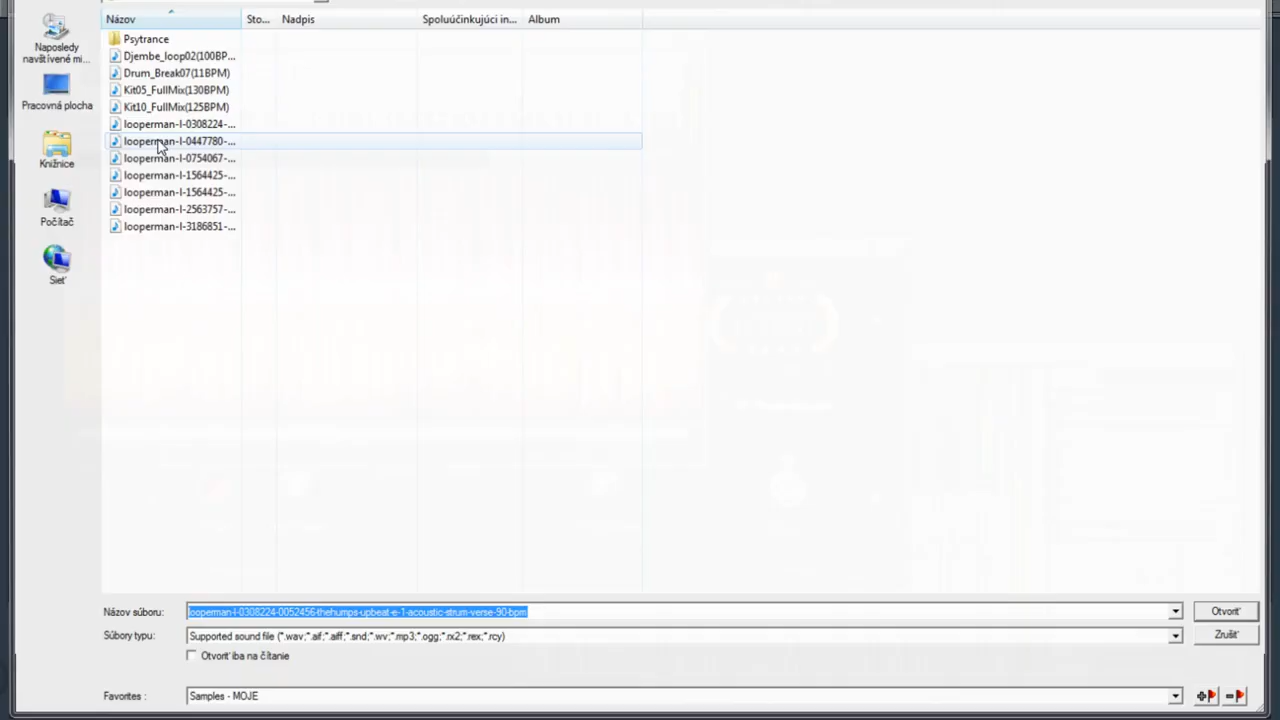 Názov Sto... Nadpis Spoluúčinkujúci in... Album
Naposledy
navštívené mi...
Pracovná plocha
Knižnice
Počítač
Sieť
Psytrance
Djembe_loop02(100BP...
Drum_Break07(11BPM)
Kit05_FullMix(130BPM)
Kit10_FullMix(125BPM)
looperman-l-0308224-...
looperman-l-0447780-...
looperman-l-0754067-...
looperman-l-1564425-...
looperman-l-1564425-...
looperman-l-2563757-...
looperman-l-3186851-...
Názov súboru: looperman-l-0308224-0052456-thehumps-upbeat-e-1-acoustic-strum-verse-90-bpm Otvoriť
Súbory typu: Supported sound file (*.wav;*.aif;*.aiff;*.snd;*.wv;*.mp3;*.ogg;*.rx2;*.rex;*.rcy) Zrušiť
Otvoriť iba na čítanie
Favorites : Samples - MOJE